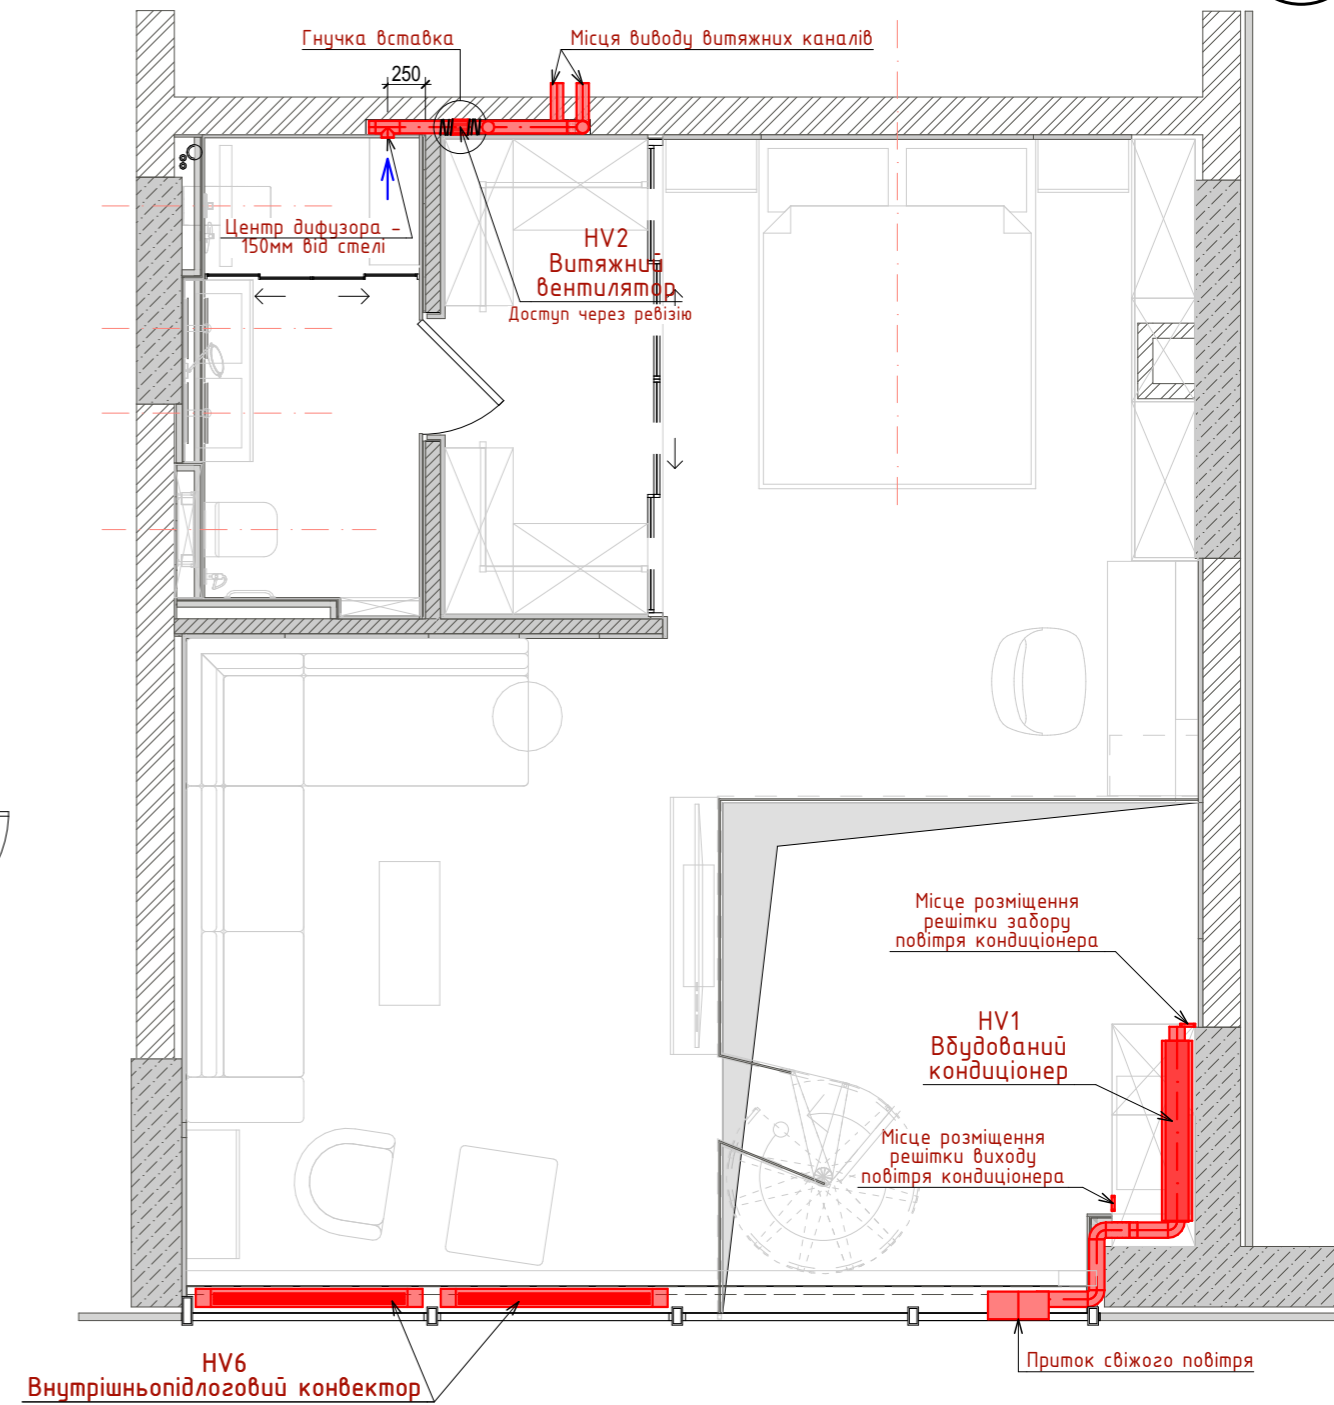 Гнучка вставка
Місця виводу витяжних каналів
250
Центр дифузора -
150мм від стелі
HV2
Витяжний
вентилятор
Доступ через ревізію
Місце розміщення
решітки забору
повітря кондиціонера
HV1
Вбудований
кондиціонер
Місце розміщення
решітки виходу
повітря кондиціонера
HV6
Внутрішньопідлоговий конвектор
Приток свіжого повітря